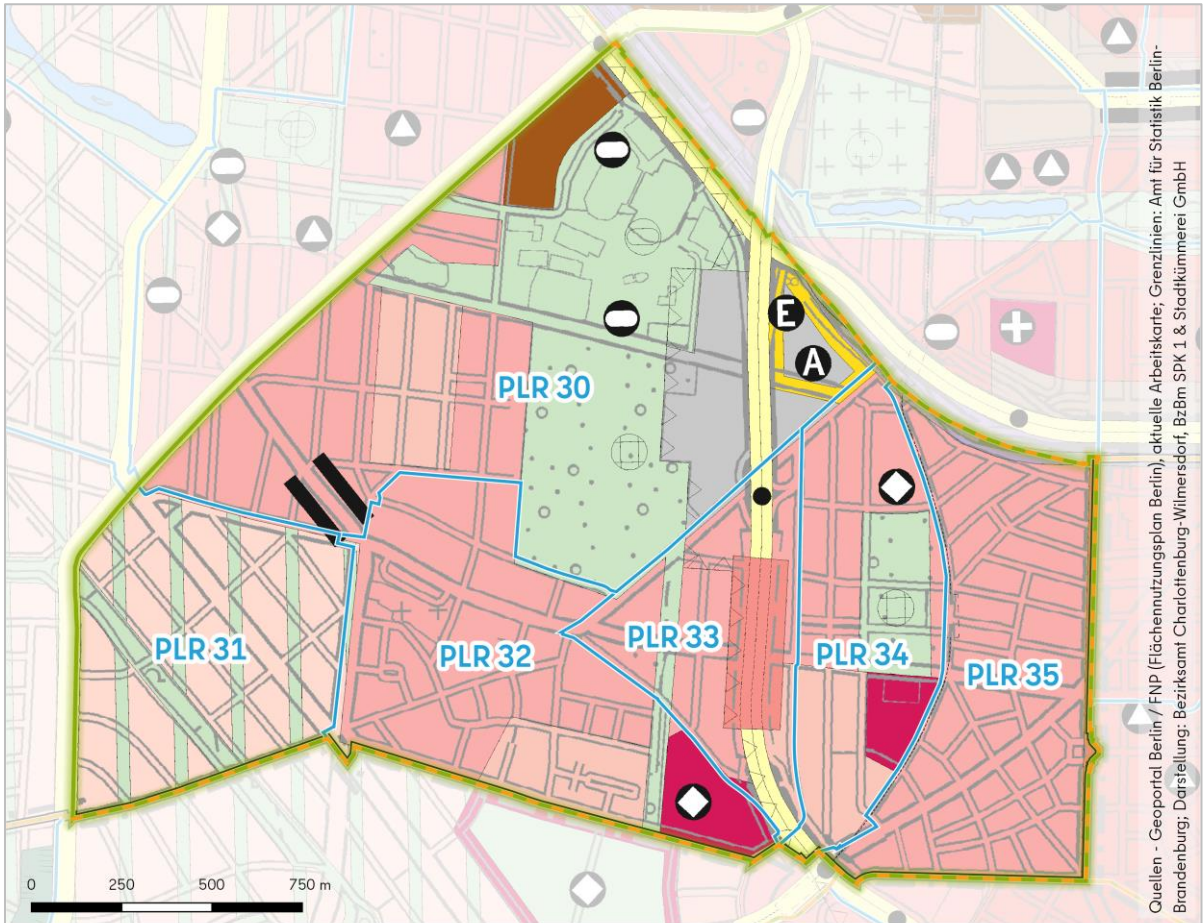 E
A
PLR 30
PLR 31
PLR 32
PLR 33
PLR 34
PLR 35
0 250 500 750 m
Quellen - Geoportal Berlin / FNP (Flächennutzungsplan Berlin), aktuelle Arbeitskarte; Grenzlinien: Amt für Statistik Berlin-
Brandenburg; Darstellung: Bezirksamt Charlottenburg-Wilmersdorf, BzBm SPK 1 & Stadtkümmerei GmbH